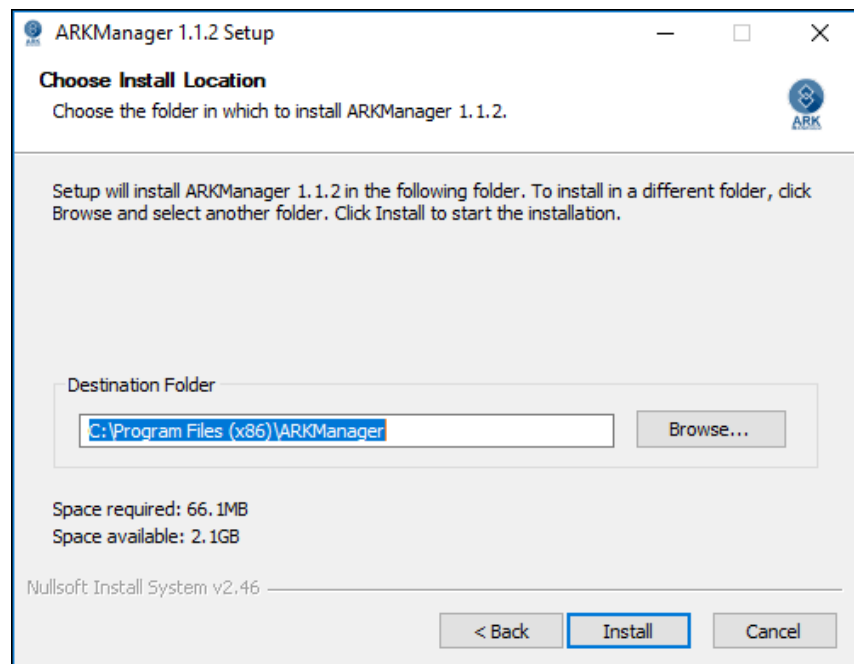 ARKManager 1.1.2 Setup
Choose Install Location
Choose the folder in which to install ARKManager 1.1.2.
ARK
Setup will install ARKManager 1.1.2 in the following folder. To install in a different folder, click
Browse and select another folder. Click Install to start the installation.
Destination Folder
C:\Program Files (x86)\ARKManager
Browse...
Space required: 66.1MB
Space available: 2.1GB
Nullsoft Install System v2.46
< Back
Install
Cancel